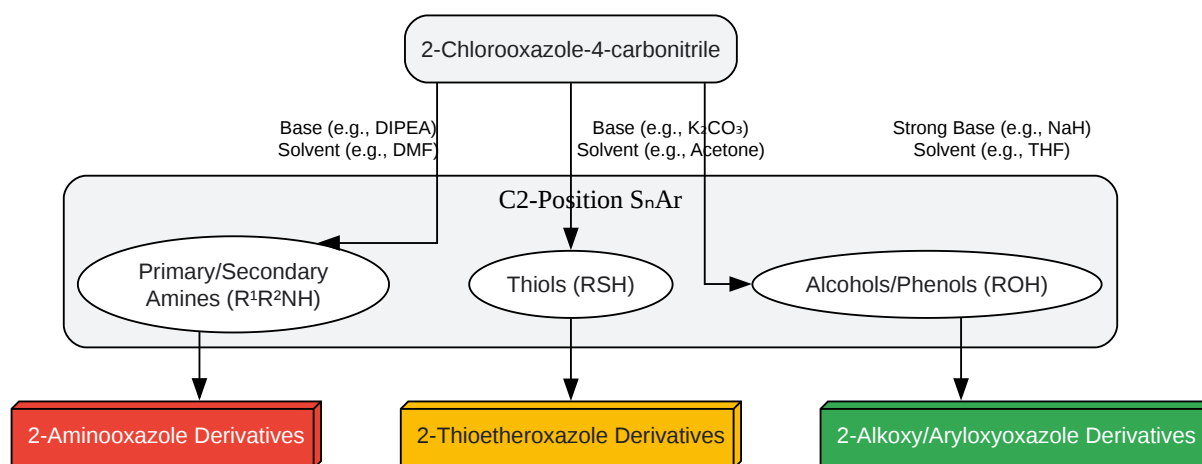 2-Chlorooxazole-4-carbonitrile
Base (e.g., DIPEA)
Solvent (e.g., DMF)
Base (e.g., K₂CO₃)
Solvent (e.g., Acetone)
Strong Base (e.g., NaH)
Solvent (e.g., THF)
C2-Position SₙAr
Primary/Secondary
Amines (R¹R²NH)
Thiols (RSH)
Alcohols/Phenols (ROH)
2-Aminooxazole Derivatives
2-Thioetheroxazole Derivatives
2-Alkoxy/Aryloxyoxazole Derivatives